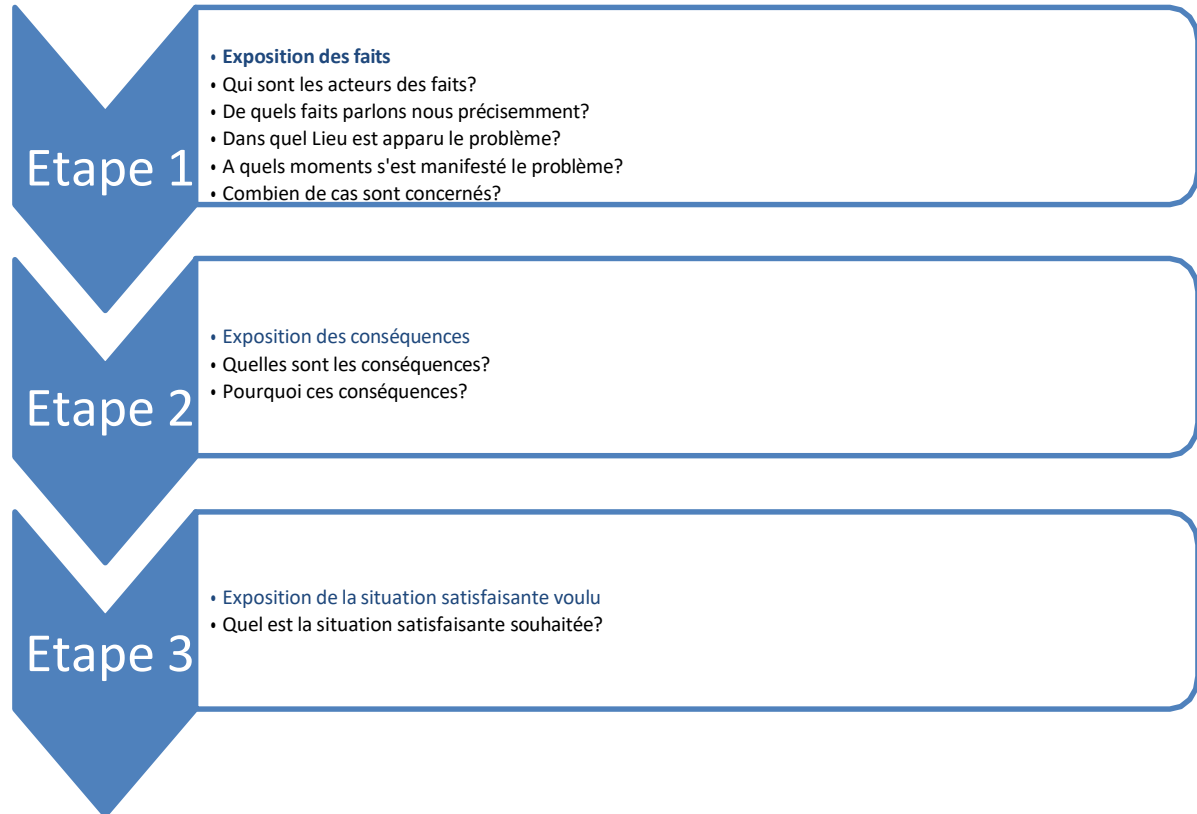 Etape 1
• Exposition des faits
• Qui sont les acteurs des faits?
• De quels faits parlons nous précisemment?
• Dans quel Lieu est apparu le problème?
• A quels moments s'est manifesté le problème?
• Combien de cas sont concernés?
Etape 2
• Exposition des conséquences
• Quelles sont les conséquences?
• Pourquoi ces conséquences?
Etape 3
• Exposition de la situation satisfaisante voulu
• Quel est la situation satisfaisante souhaitée?